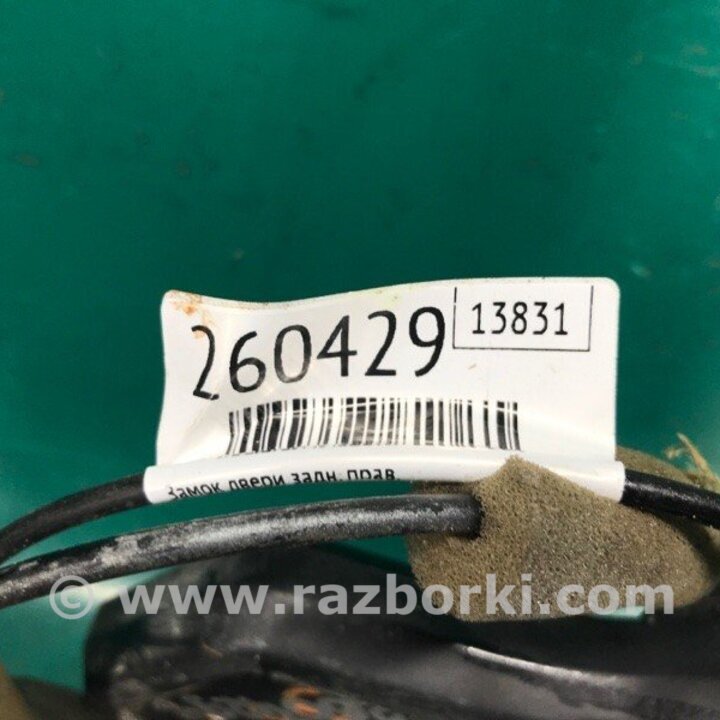 260429
13831
Замок двери задн. прав
© www.razborki.com